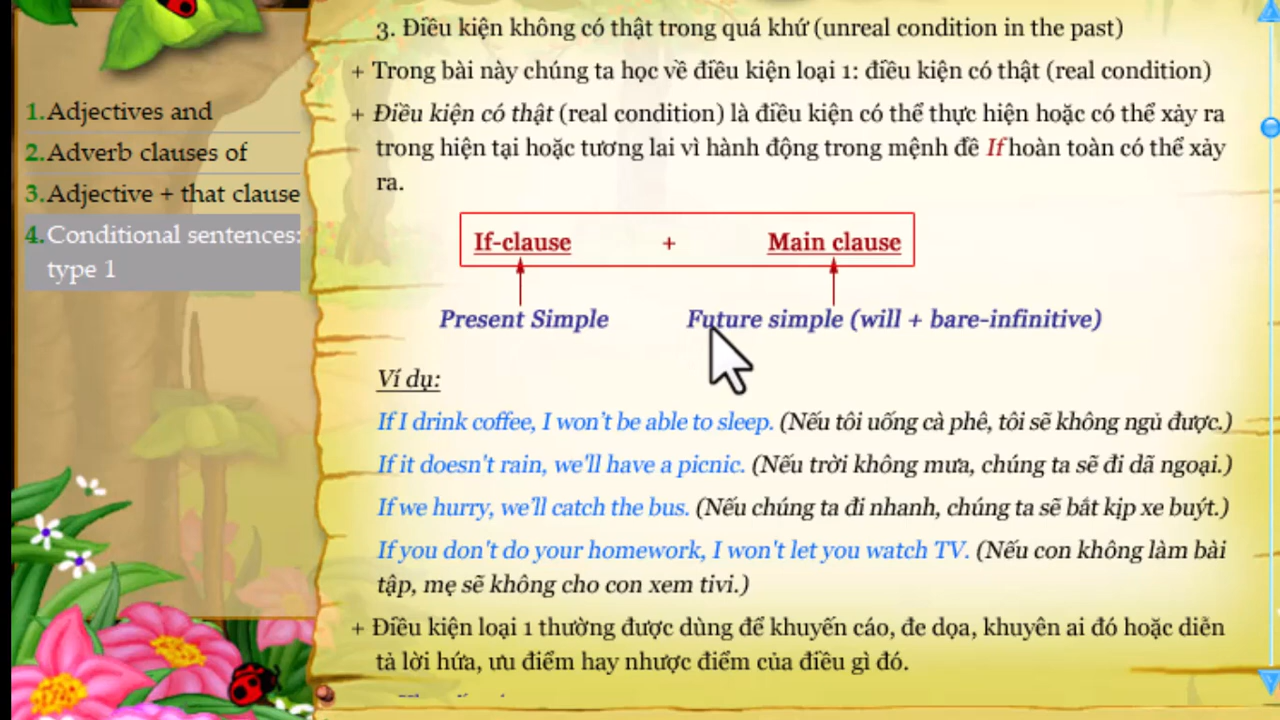 1. Adjectives and
2. Adverb clauses of
3. Adjective + that clause
4. Conditional sentences:
type 1
3. Điều kiện không có thật trong quá khứ (unreal condition in the past)
+ Trong bài này chúng ta học về điều kiện loại 1: điều kiện có thật (real condition)
+ Điều kiện có thật (real condition) là điều kiện có thể thực hiện hoặc có thể xảy ra
trong hiện tại hoặc tương lai vì hành động trong mệnh đề If hoàn toàn có thể xảy
ra.
If-clause + Main clause
Present Simple Future simple (will + bare-infinitive)
Ví dụ:
If I drink coffee, I won't be able to sleep. (Nếu tôi uống cà phê, tôi sẽ không ngủ được.)
If it doesn't rain, we'll have a picnic. (Nếu trời không mưa, chúng ta sẽ đi dã ngoại.)
If we hurry, we'll catch the bus. (Nếu chúng ta đi nhanh, chúng ta sẽ bắt kịp xe buýt.)
If you don't do your homework, I won't let you watch TV. (Nếu con không làm bài
tập, mẹ sẽ không cho con xem tivi.)
+ Điều kiện loại 1 thường được dùng để khuyến cáo, đe dọa, khuyên ai đó hoặc diễn
tả lời hứa, ưu điểm hay nhược điểm của điều gì đó.